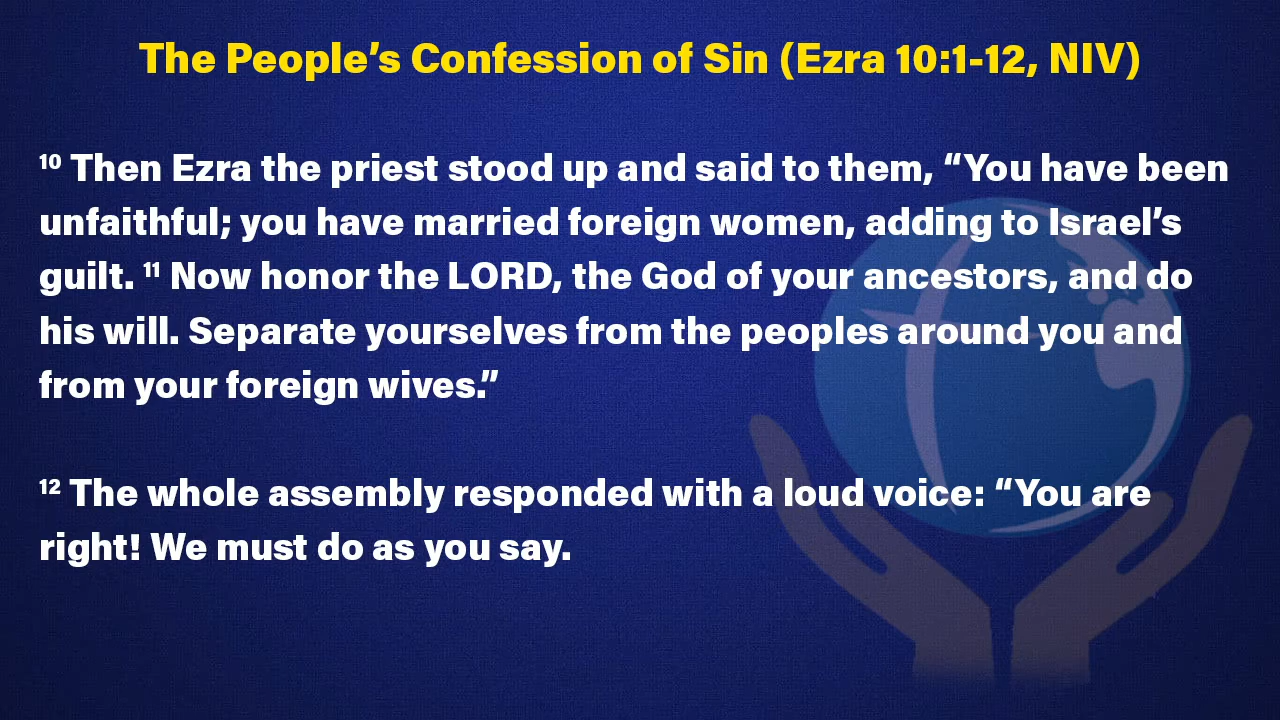 The People’s Confession of Sin (Ezra 10:1-12, NIV)
10 Then Ezra the priest stood up and said to them, “You have been
unfaithful; you have married foreign women, adding to Israel’s
guilt. 11 Now honor the LORD, the God of your ancestors, and do
his will. Separate yourselves from the peoples around you and
from your foreign wives.”
12 The whole assembly responded with a loud voice: “You are
right! We must do as you say.